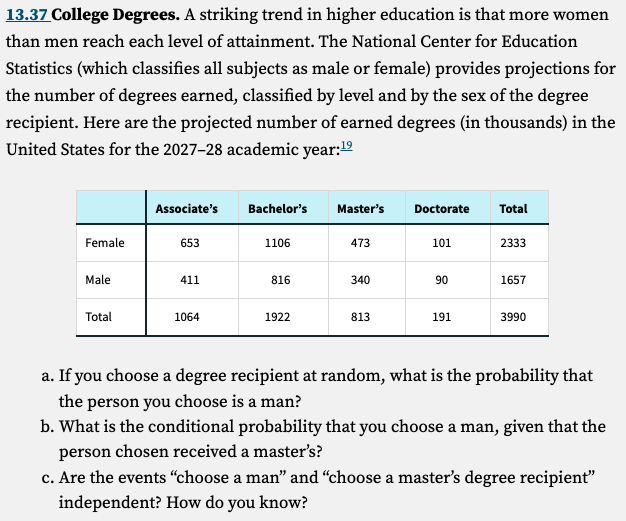 13.37 College Degrees. A striking trend in higher education is that more women
than men reach each level of attainment. The National Center for Education
Statistics (which classifies all subjects as male or female) provides projections for
the number of degrees earned, classified by level and by the sex of the degree
recipient. Here are the projected number of earned degrees (in thousands) in the
United States for the 2027–28 academic year:19
Associate's Bachelor's Master's Doctorate Total
Female 653 1106 473 101 2333
Male 411 816 340 90 1657
Total 1064 1922 813 191 3990
a. If you choose a degree recipient at random, what is the probability that
the person you choose is a man?
b. What is the conditional probability that you choose a man, given that the
person chosen received a master's?
c. Are the events “choose a man” and “choose a master's degree recipient”
independent? How do you know?